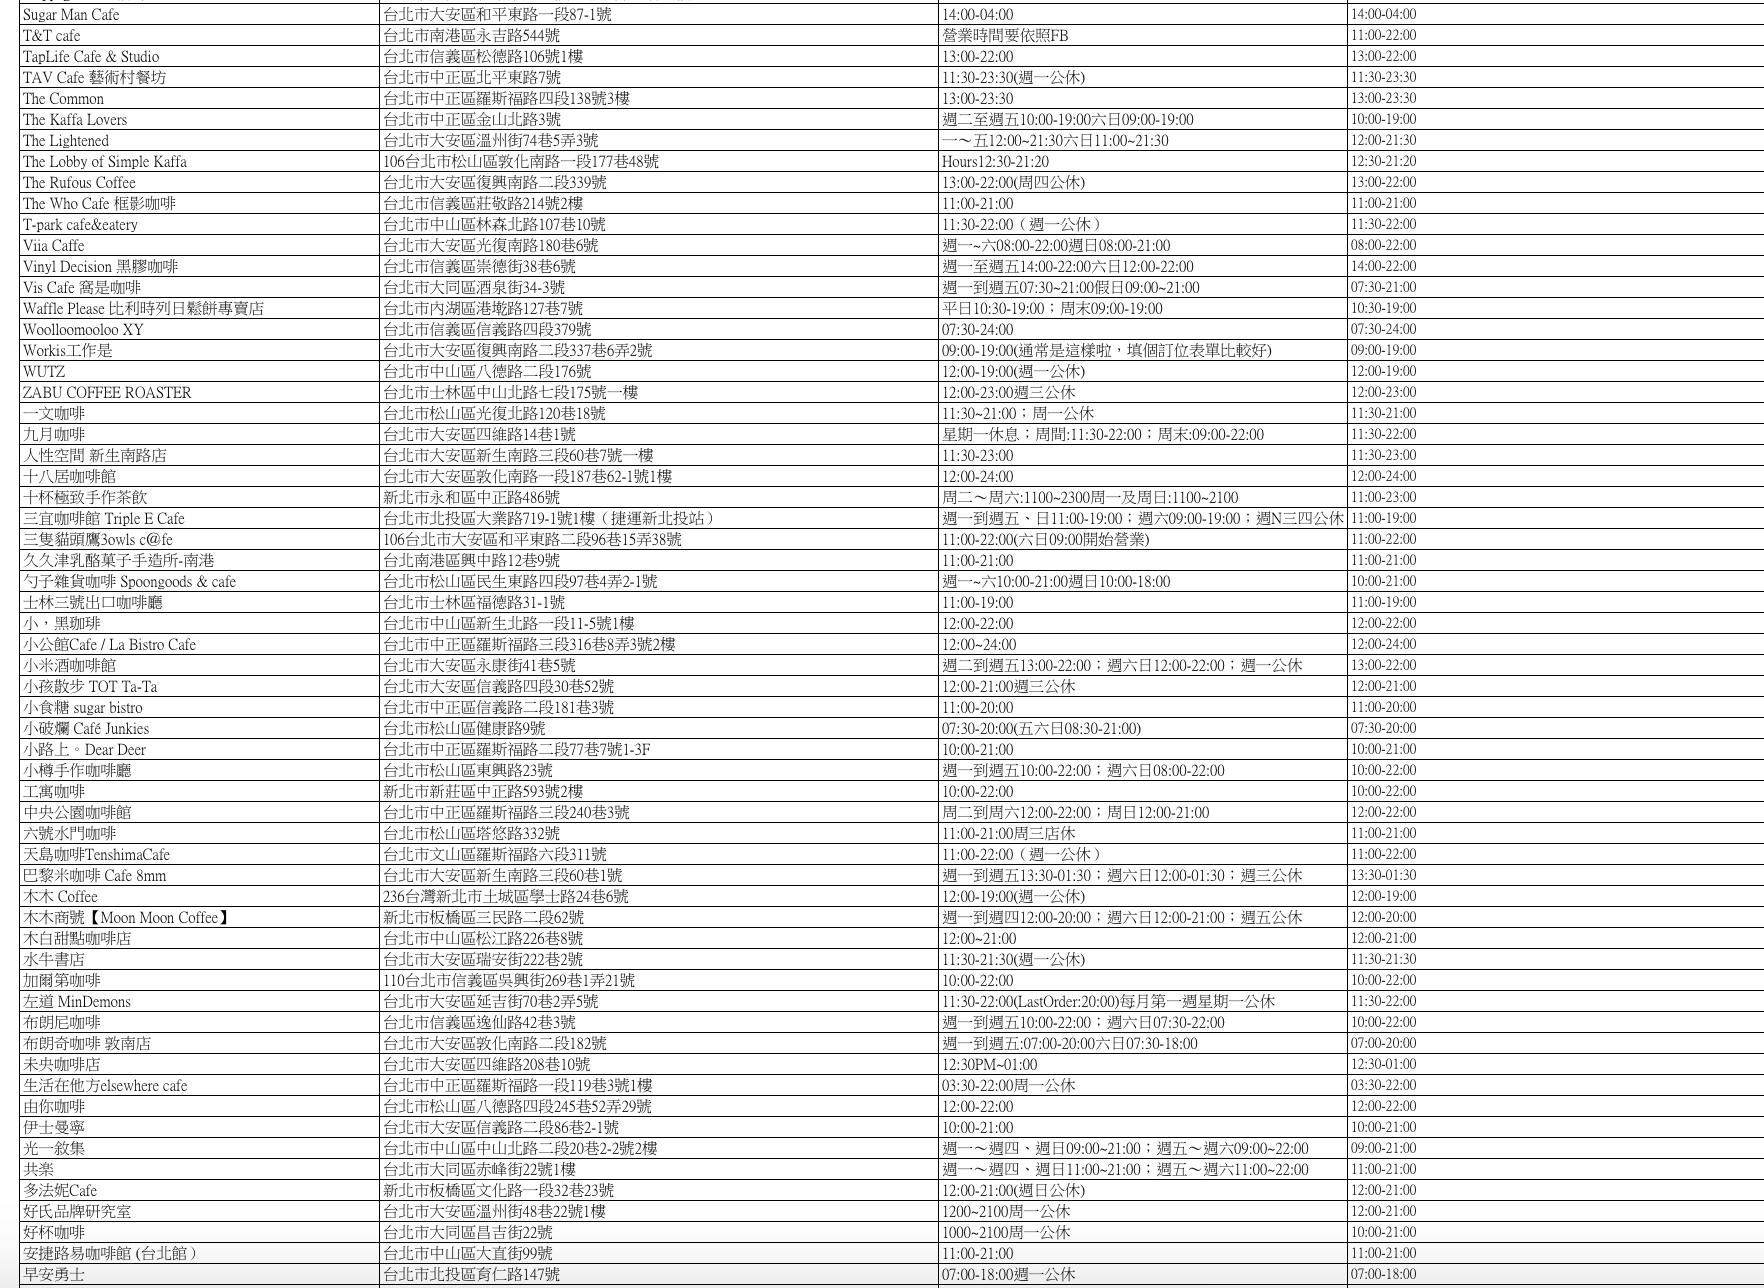 Sugar Man Cafe 台北市大安區和平東路一段87-1號 14:00-04:00 14:00-04:00
T&T cafe 台北市南港區永吉路544號 營業時間要依照FB 11:00-22:00
TapLife Cafe & Studio 台北市信義區松德路106號1樓 13:00-22:00 13:00-22:00
TAV Cafe 藝術村餐坊 台北市中正區北平東路7號 11:30-23:30(週一公休) 11:30-23:30
The Common 台北市中正區羅斯福路四段138號3樓 13:00-23:30 13:00-23:30
The Kaffa Lovers 台北市中正區金山北路3號 週二至週五10:00-19:00六日09:00-19:00 10:00-19:00
The Lightened 台北市大安區溫州街74巷5弄3號 一～五12:00~21:30六日11:00~21:30 12:00-21:30
The Lobby of Simple Kaffa 106台北市松山區敦化南路一段177巷48號 Hours12:30-21:20 12:30-21:20
The Rufous Coffee 台北市大安區復興南路二段339號 13:00-22:00(周四公休) 13:00-22:00
The Who Cafe 框影咖啡 台北市信義區莊敬路214號2樓 11:00-21:00 11:00-21:00
T-park cafe&eatery 台北市中山區林森北路107巷10號 11:30-22:00（週一公休） 11:30-22:00
Viia Caffe 台北市大安區光復南路180巷6號 週一~六08:00-22:00週日08:00-21:00 08:00-22:00
Vinyl Decision 黑膠咖啡 台北市信義區崇德街38巷6號 週一至週五14:00-22:00六日12:00-22:00 14:00-22:00
Vis Cafe 窩是咖啡 台北市大同區酒泉街34-3號 週一到週五07:30~21:00假日09:00~21:00 07:30-21:00
Waffle Please 比利時列日鬆餅專賣店 台北市內湖區港墘路127巷7號 平日10:30-19:00；周末09:00-19:00 10:30-19:00
Woolloomooloo XY 台北市信義區信義路四段379號 07:30-24:00 07:30-24:00
Workis工作是 台北市大安區復興南路二段337巷6弄2號 09:00-19:00(通常是這樣啦，填個訂位表單比較好) 09:00-19:00
WUTZ 台北市中山區八德路二段176號 12:00-19:00(週一公休) 12:00-19:00
ZABU COFFEE ROASTER 台北市士林區中山北路七段175號一樓 12:00-23:00週三公休 12:00-23:00
一文咖啡 台北市松山區光復北路120巷18號 11:30~21:00；周一公休 11:30-21:00
九月咖啡 台北市大安區四維路14巷1號 星期一休息；周間:11:30-22:00；周末:09:00-22:00 11:30-22:00
人性空間 新生南路店 台北市大安區新生南路三段60巷7號一樓 11:30-23:00 11:30-23:00
十八居咖啡館 台北市大安區敦化南路一段187巷62-1號1樓 12:00-24:00 12:00-24:00
十杯極致手作茶飲 新北市永和區中正路486號 周二～周六:1100~2300周一及周日:1100~2100 11:00-23:00
三宜咖啡館 Triple E Cafe 台北市北投區大業路719-1號1樓（捷運新北投站） 週一到週五、日11:00-19:00；週六09:00-19:00；週N三四公休 11:00-19:00
三隻貓頭鷹3owls c@fe 106台北市大安區和平東路二段96巷15弄38號 11:00-22:00(六日09:00開始營業) 11:00-22:00
久久津乳酪菓子手造所-南港 台北南港區興中路12巷9號 11:00-21:00 11:00-21:00
勺子雜貨咖啡 Spoongoods & cafe 台北市松山區民生東路四段97巷4弄2-1號 週一~六10:00-21:00週日10:00-18:00 10:00-21:00
士林三號出口咖啡廳 台北市士林區福德路31-1號 11:00-19:00 11:00-19:00
小，黑珈琲 台北市中山區新生北路一段11-5號1樓 12:00-22:00 12:00-22:00
小公館Cafe / La Bistro Cafe 台北市中正區羅斯福路三段316巷8弄3號2樓 12:00~24:00 12:00-24:00
小米酒咖啡館 台北市大安區永康街41巷5號 週二到週五13:00-22:00；週六日12:00-22:00；週一公休 13:00-22:00
小孩散步 TOT Ta-Ta 台北市大安區信義路四段30巷52號 12:00-21:00週三公休 12:00-21:00
小食糖 sugar bistro 台北市中正區信義路二段181巷3號 11:00-20:00 11:00-20:00
小破爛 Café Junkies 台北市松山區健康路9號 07:30-20:00(五六日08:30-21:00) 07:30-20:00
小路上。Dear Deer 台北市中正區羅斯福路二段77巷7號1-3F 10:00-21:00 10:00-21:00
小樽手作咖啡廳 台北市松山區東興路23號 週一到週五10:00-22:00；週六日08:00-22:00 10:00-22:00
工寓咖啡 新北市新莊區中正路593號2樓 10:00-22:00 10:00-22:00
中央公園咖啡館 台北市中正區羅斯福路三段240巷3號 周二到周六12:00-22:00；周日12:00-21:00 12:00-22:00
六號水門咖啡 台北市松山區塔悠路332號 11:00-21:00周三店休 11:00-21:00
天島咖啡TenshimaCafe 台北市文山區羅斯福路六段311號 11:00-22:00（週一公休） 11:00-22:00
巴黎米咖啡 Cafe 8mm 台北市大安區新生南路三段60巷1號 週一到週五13:30-01:30；週六日12:00-01:30；週三公休 13:30-01:30
木木 Coffee 236台灣新北市土城區學士路24巷6號 12:00-19:00(週一公休) 12:00-19:00
木木商號【Moon Moon Coffee】 新北市板橋區三民路二段62號 週一到週四12:00-20:00；週六日12:00-21:00；週五公休 12:00-20:00
木白甜點咖啡店 台北市中山區松江路226巷8號 12:00~21:00 12:00-21:00
水牛書店 台北市大安區瑞安街222巷2號 11:30-21:30(週一公休) 11:30-21:30
加爾第咖啡 110台北市信義區吳興街269巷1弄21號 10:00-22:00 10:00-22:00
左道 MinDemons 台北市大安區延吉街70巷2弄5號 11:30-22:00(LastOrder:20:00)每月第一週星期一公休 11:30-22:00
布朗尼咖啡 台北市信義區逸仙路42巷3號 週一到週五10:00-22:00；週六日07:30-22:00 10:00-22:00
布朗奇咖啡 敦南店 台北市大安區敦化南路二段182號 週一到週五:07:00-20:00六日07:30-18:00 07:00-20:00
未央咖啡店 台北市大安區四維路208巷10號 12:30PM~01:00 12:30-01:00
生活在他方elsewhere cafe 台北市中正區羅斯福路一段119巷3號1樓 03:30-22:00周一公休 03:30-22:00
由你咖啡 台北市松山區八德路四段245巷52弄29號 12:00-22:00 12:00-22:00
伊士曼寧 台北市大安區信義路二段86巷2-1號 10:00-21:00 10:00-21:00
光一敘集 台北市中山區中山北路二段20巷2-2號2樓 週一～週四、週日09:00~21:00；週五～週六09:00~22:00 09:00-21:00
共楽 台北市大同區赤峰街22號1樓 週一～週四、週日11:00~21:00；週五～週六11:00~22:00 11:00-21:00
多法妮Cafe 新北市板橋區文化路一段32巷23號 12:00-21:00(週日公休) 12:00-21:00
好氏品牌研究室 台北市大安區溫州街48巷22號1樓 1200~2100周一公休 12:00-21:00
好杯咖啡 台北市大同區昌吉街22號 1000~2100周一公休 10:00-21:00
安捷路易咖啡館 (台北館） 台北市中山區大直街99號 11:00-21:00 11:00-21:00
早安勇士 台北市北投區育仁路147號 07:00-18:00週一公休 07:00-18:00